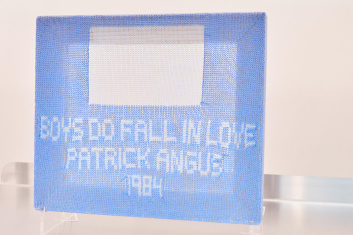 BOYS DO FALL IN LOVE
PATRICK ANGUS
1984